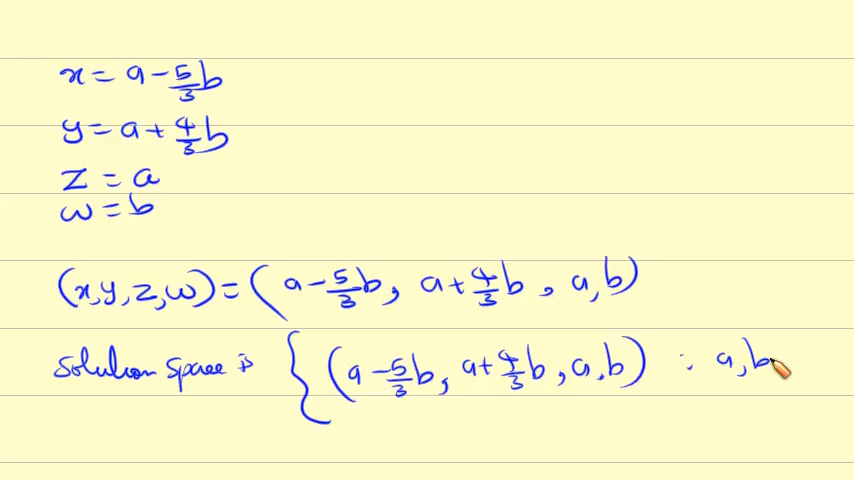 x = a - 5/3 b
y = a + 4/3 b
z = a
w = b
(x, y, z, w) = (a - 5/3 b, a + 4/3 b, a, b)
solution space is { (a - 5/3 b, a + 4/3 b, a, b) : a, b